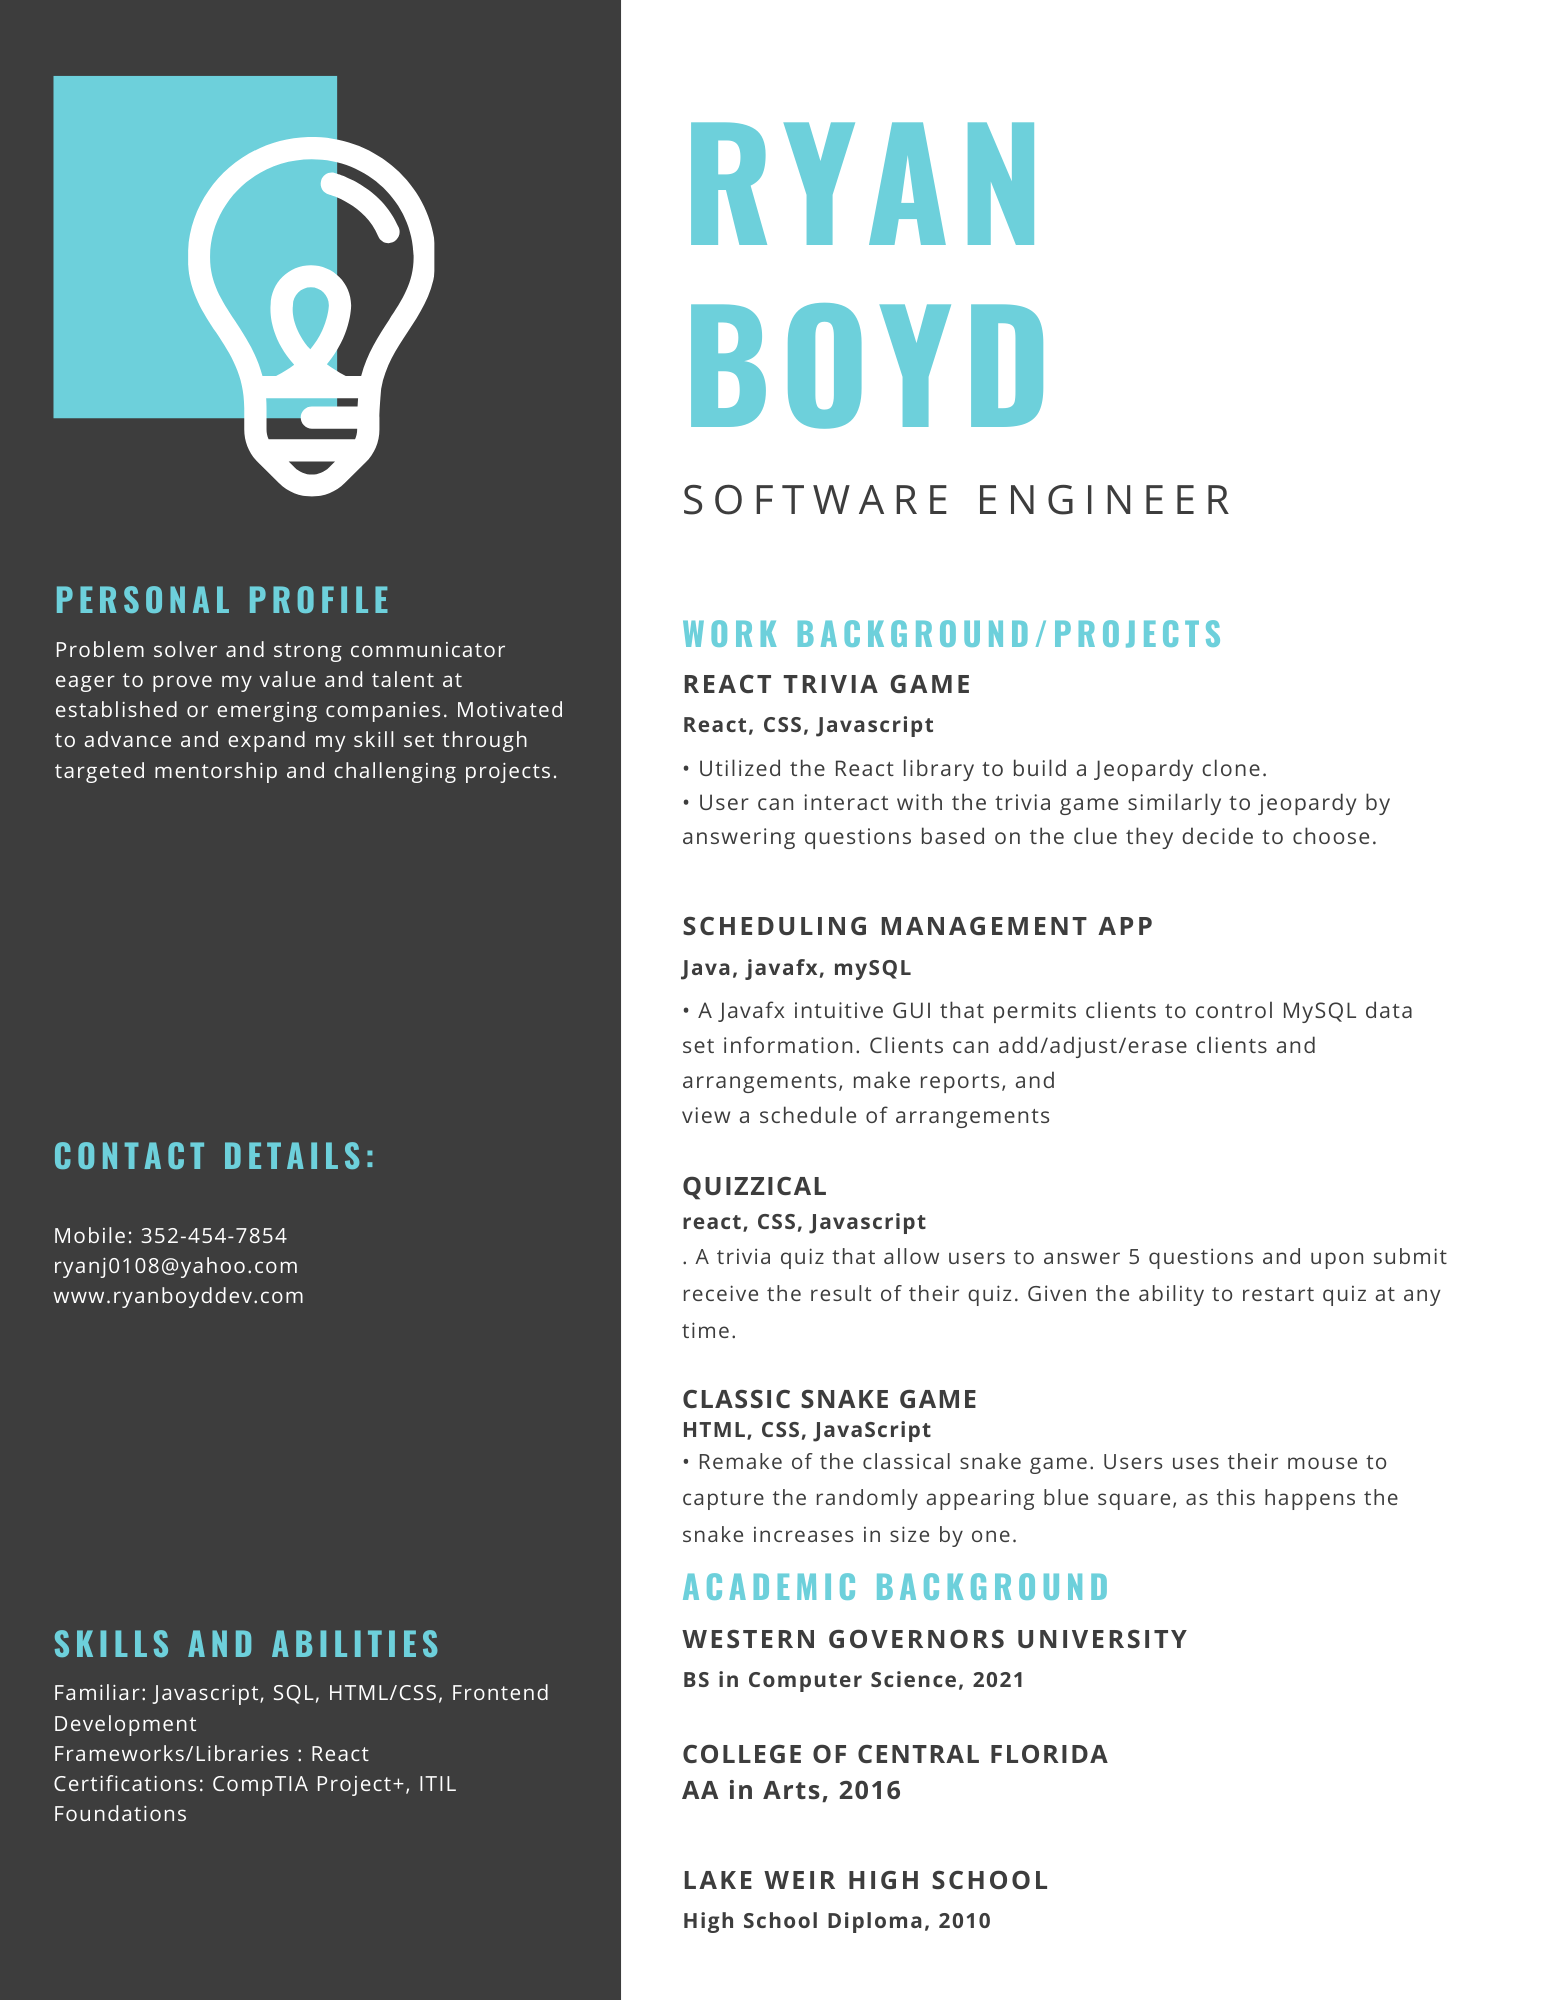 RYAN
BOYD
SOFTWARE ENGINEER
PERSONAL PROFILE
Problem solver and strong communicator
eager to prove my value and talent at
established or emerging companies. Motivated
to advance and expand my skill set through
targeted mentorship and challenging projects.
CONTACT DETAILS:
Mobile: 352-454-7854
ryanj0108@yahoo.com
www.ryanboyddev.com
SKILLS AND ABILITIES
Familiar: Javascript, SQL, HTML/CSS, Frontend
Development
Frameworks/Libraries : React
Certifications: CompTIA Project+, ITIL
Foundations
WORK BACKGROUND/PROJECTS
REACT TRIVIA GAME
React, CSS, Javascript
• Utilized the React library to build a Jeopardy clone.
• User can interact with the trivia game similarly to jeopardy by
answering questions based on the clue they decide to choose.
SCHEDULING MANAGEMENT APP
Java, javafx, mySQL
• A Javafx intuitive GUI that permits clients to control MySQL data
set information. Clients can add/adjust/erase clients and
arrangements, make reports, and
view a schedule of arrangements
QUIZZICAL
react, CSS, Javascript
. A trivia quiz that allow users to answer 5 questions and upon submit
receive the result of their quiz. Given the ability to restart quiz at any
time.
CLASSIC SNAKE GAME
HTML, CSS, JavaScript
• Remake of the classical snake game. Users uses their mouse to
capture the randomly appearing blue square, as this happens the
snake increases in size by one.
ACADEMIC BACKGROUND
WESTERN GOVERNORS UNIVERSITY
BS in Computer Science, 2021
COLLEGE OF CENTRAL FLORIDA
AA in Arts, 2016
LAKE WEIR HIGH SCHOOL
High School Diploma, 2010